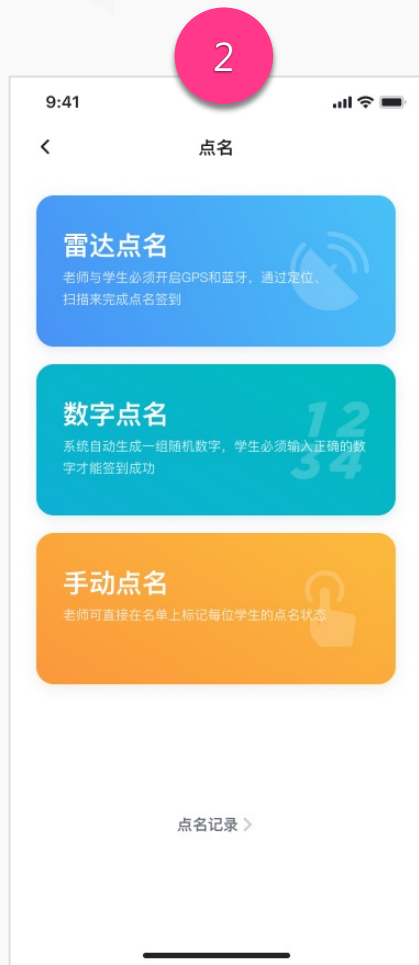 2
9:41
点名
雷达点名
老师与学生必须开启GPS和蓝牙，通过定位、
扫描来完成点名签到
数字点名
系统自动生成一组随机数字，学生必须输入正确的数
字才能签到成功
12
34
手动点名
老师可直接在名单上标记每位学生的点名状态
点名记录